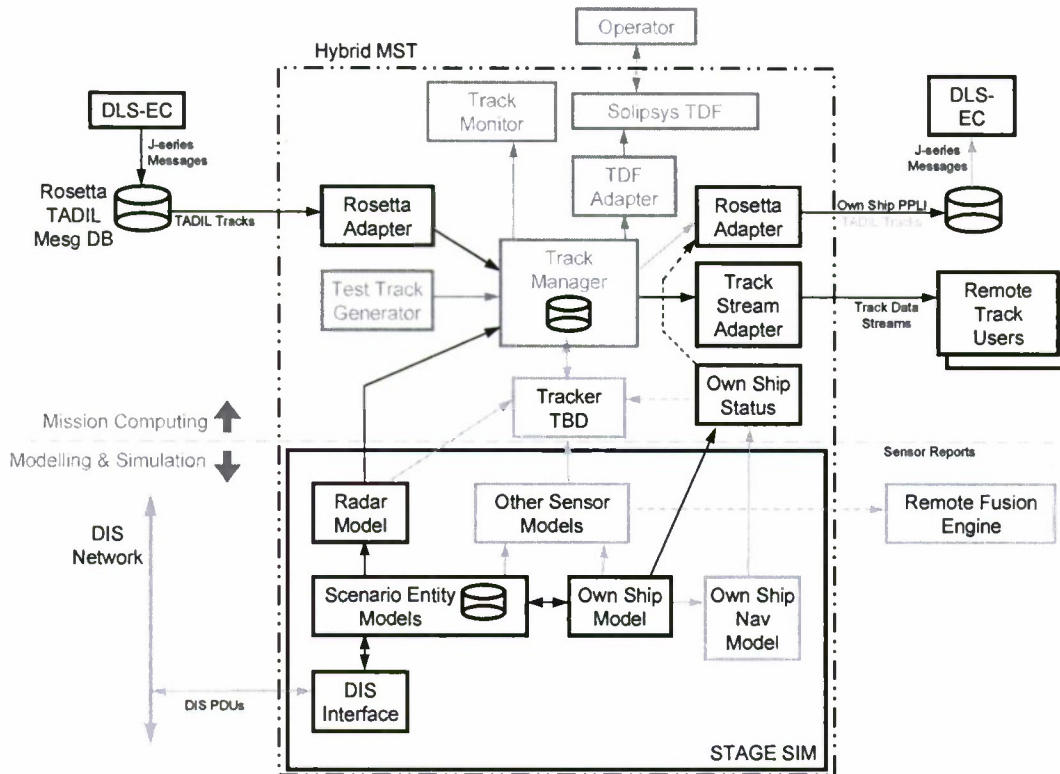 Operator
Hybrid MST
DLS-EC
Track
Monitor
Solipsys TDF
DLS-
EC
J-series
Messages
J-series
Messages
TDF
Adapter
Rosetta
TADIL
Mesg DB
TADIL Tracks
Rosetta
Adapter
Rosetta
Adapter
Own Ship PPLI
TADIL Tracks
Track
Manager
Test Track
Generator
Track
Stream
Adapter
Track Data
Streams
Remote
Track
Users
Tracker
TBD
Own Ship
Status
Mission Computing
Modelling & Simulation
Sensor Reports
Radar
Model
Other Sensor
Models
Remote Fusion
Engine
DIS
Network
Scenario Entity
Models
Own Ship
Model
Own Ship
Nav
Model
DIS PDUs
DIS
Interface
STAGE SIM